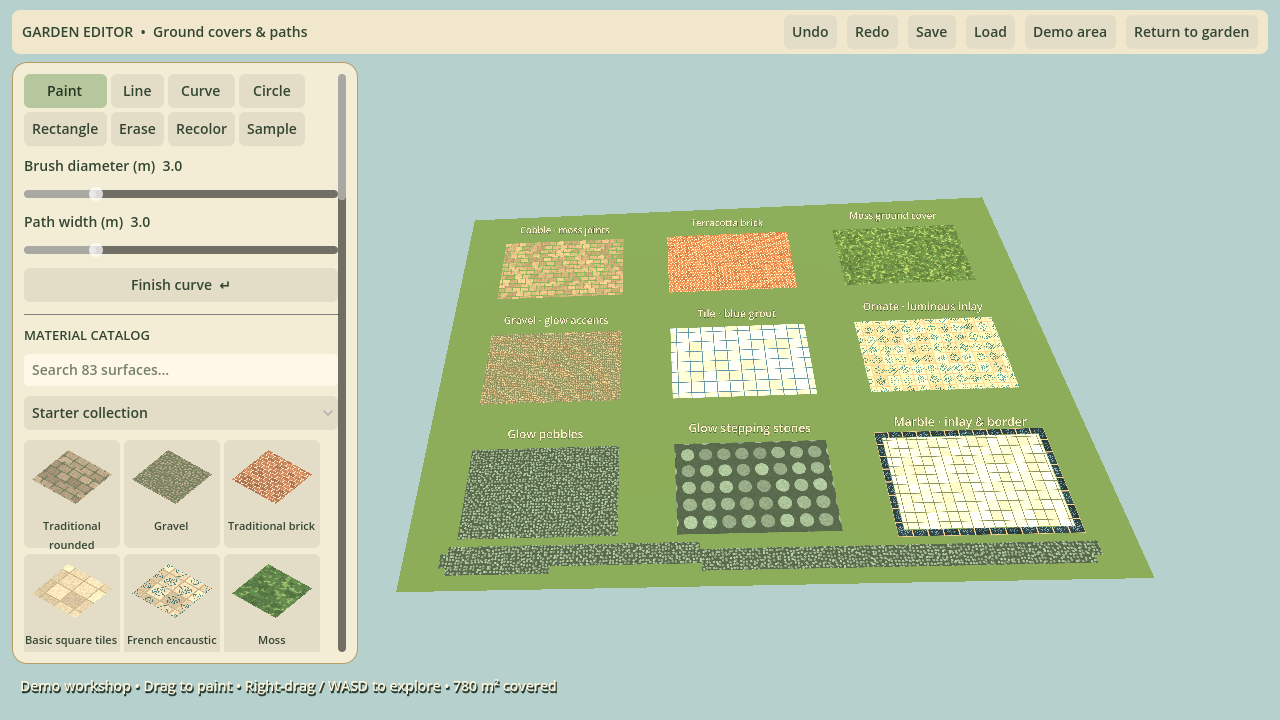 GARDEN EDITOR • Ground covers & paths
Undo
Redo
Save
Load
Demo area
Return to garden
Paint
Line
Curve
Circle
Rectangle
Erase
Recolor
Sample
Brush diameter (m) 3.0
Path width (m) 3.0
Finish curve ↵
MATERIAL CATALOG
Search 83 surfaces...
Starter collection
Traditional rounded
Gravel
Traditional brick
Basic square tiles
French encaustic
Moss
Cobble · moss joints
Terracotta brick
Moss ground cover
Gravel · glow accents
Tile · blue grout
Ornate · luminous inlay
Glow pebbles
Glow stepping stones
Marble · inlay & border
Demo workshop • Drag to paint • Right-drag / WASD to explore • 780 m² covered